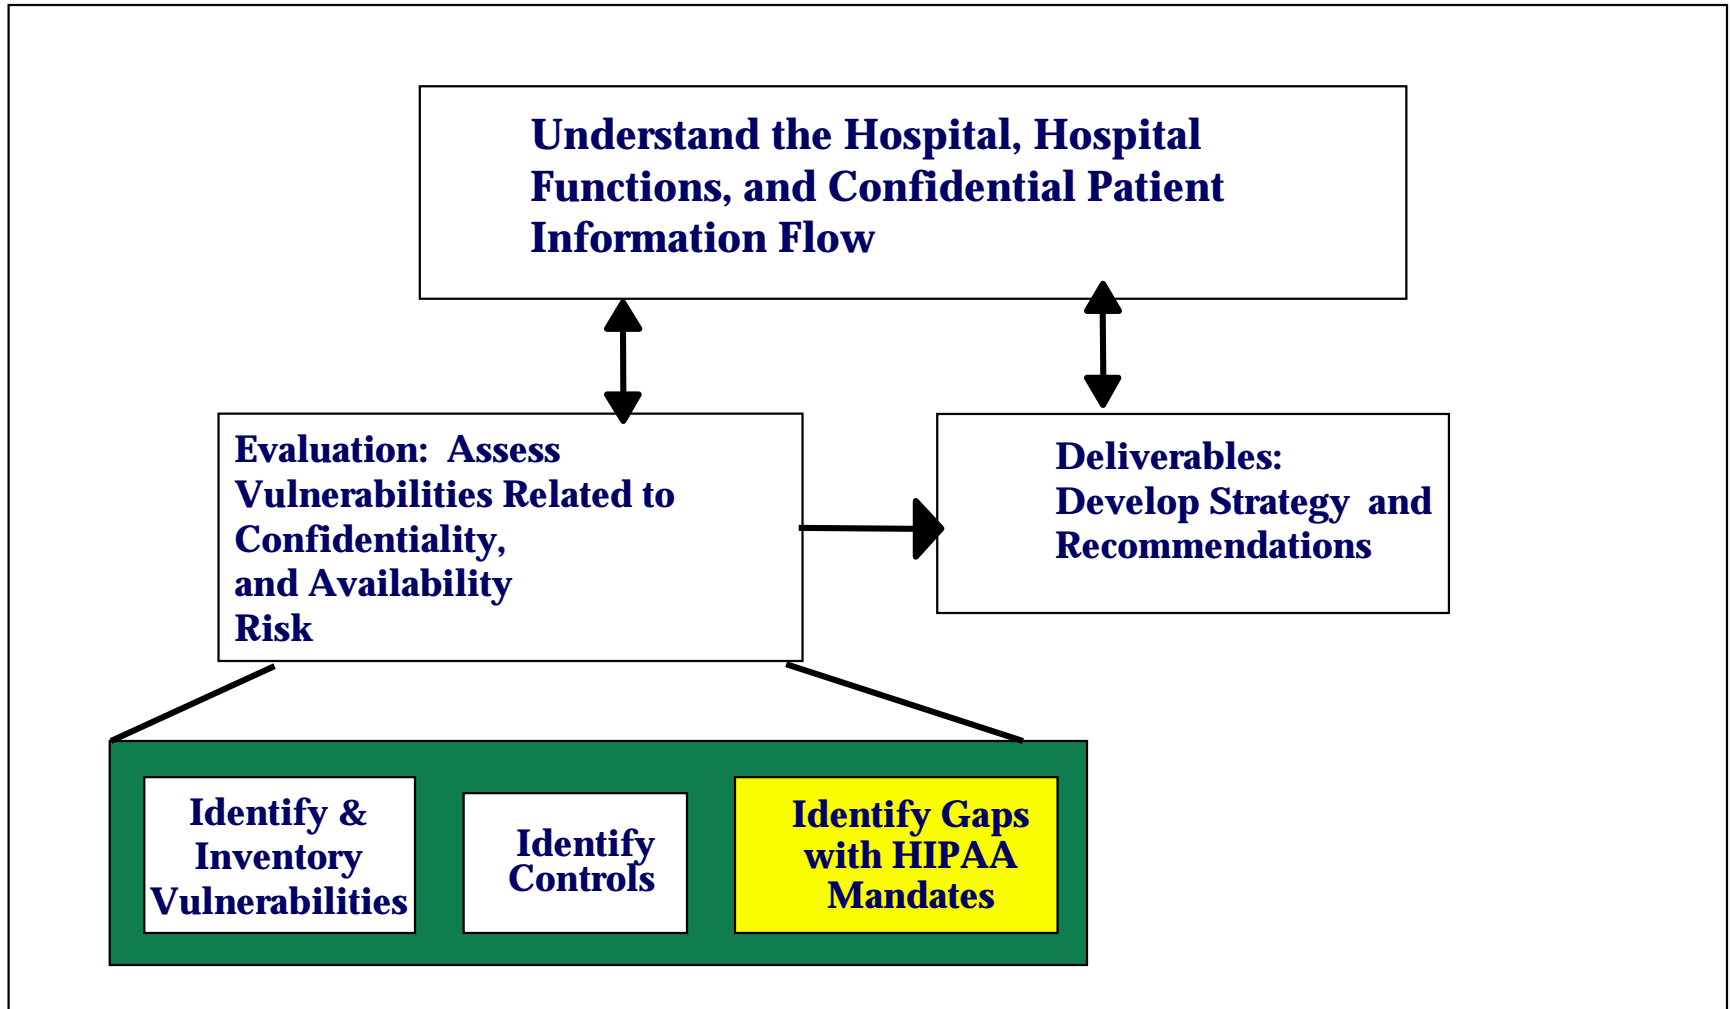 Understand the Hospital, Hospital
Functions, and Confidential Patient
Information Flow
Evaluation:  Assess
Vulnerabilities Related to
Confidentiality,
and Availability
Risk
Deliverables:
Develop Strategy  and
Recommendations
Identify &
Inventory
Vulnerabilities
Identify
Controls
Identify Gaps
with HIPAA
Mandates